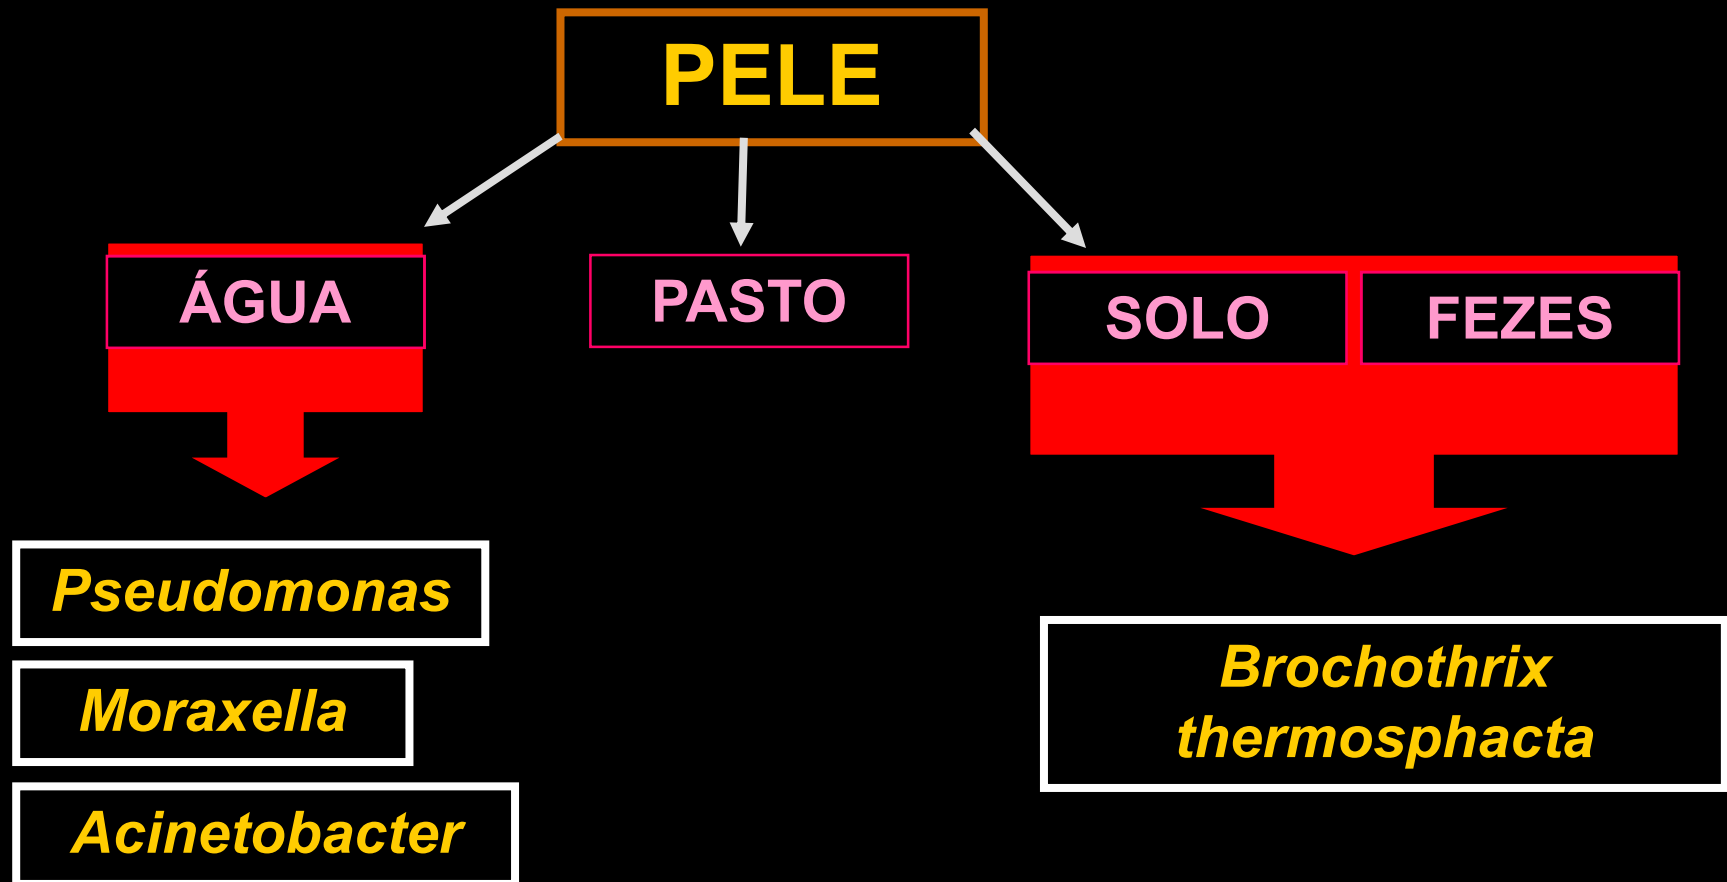 PELE
ÁGUA
PASTO
SOLO
FEZES
Pseudomonas
Moraxella
Acinetobacter
Brochothrix
thermosphacta